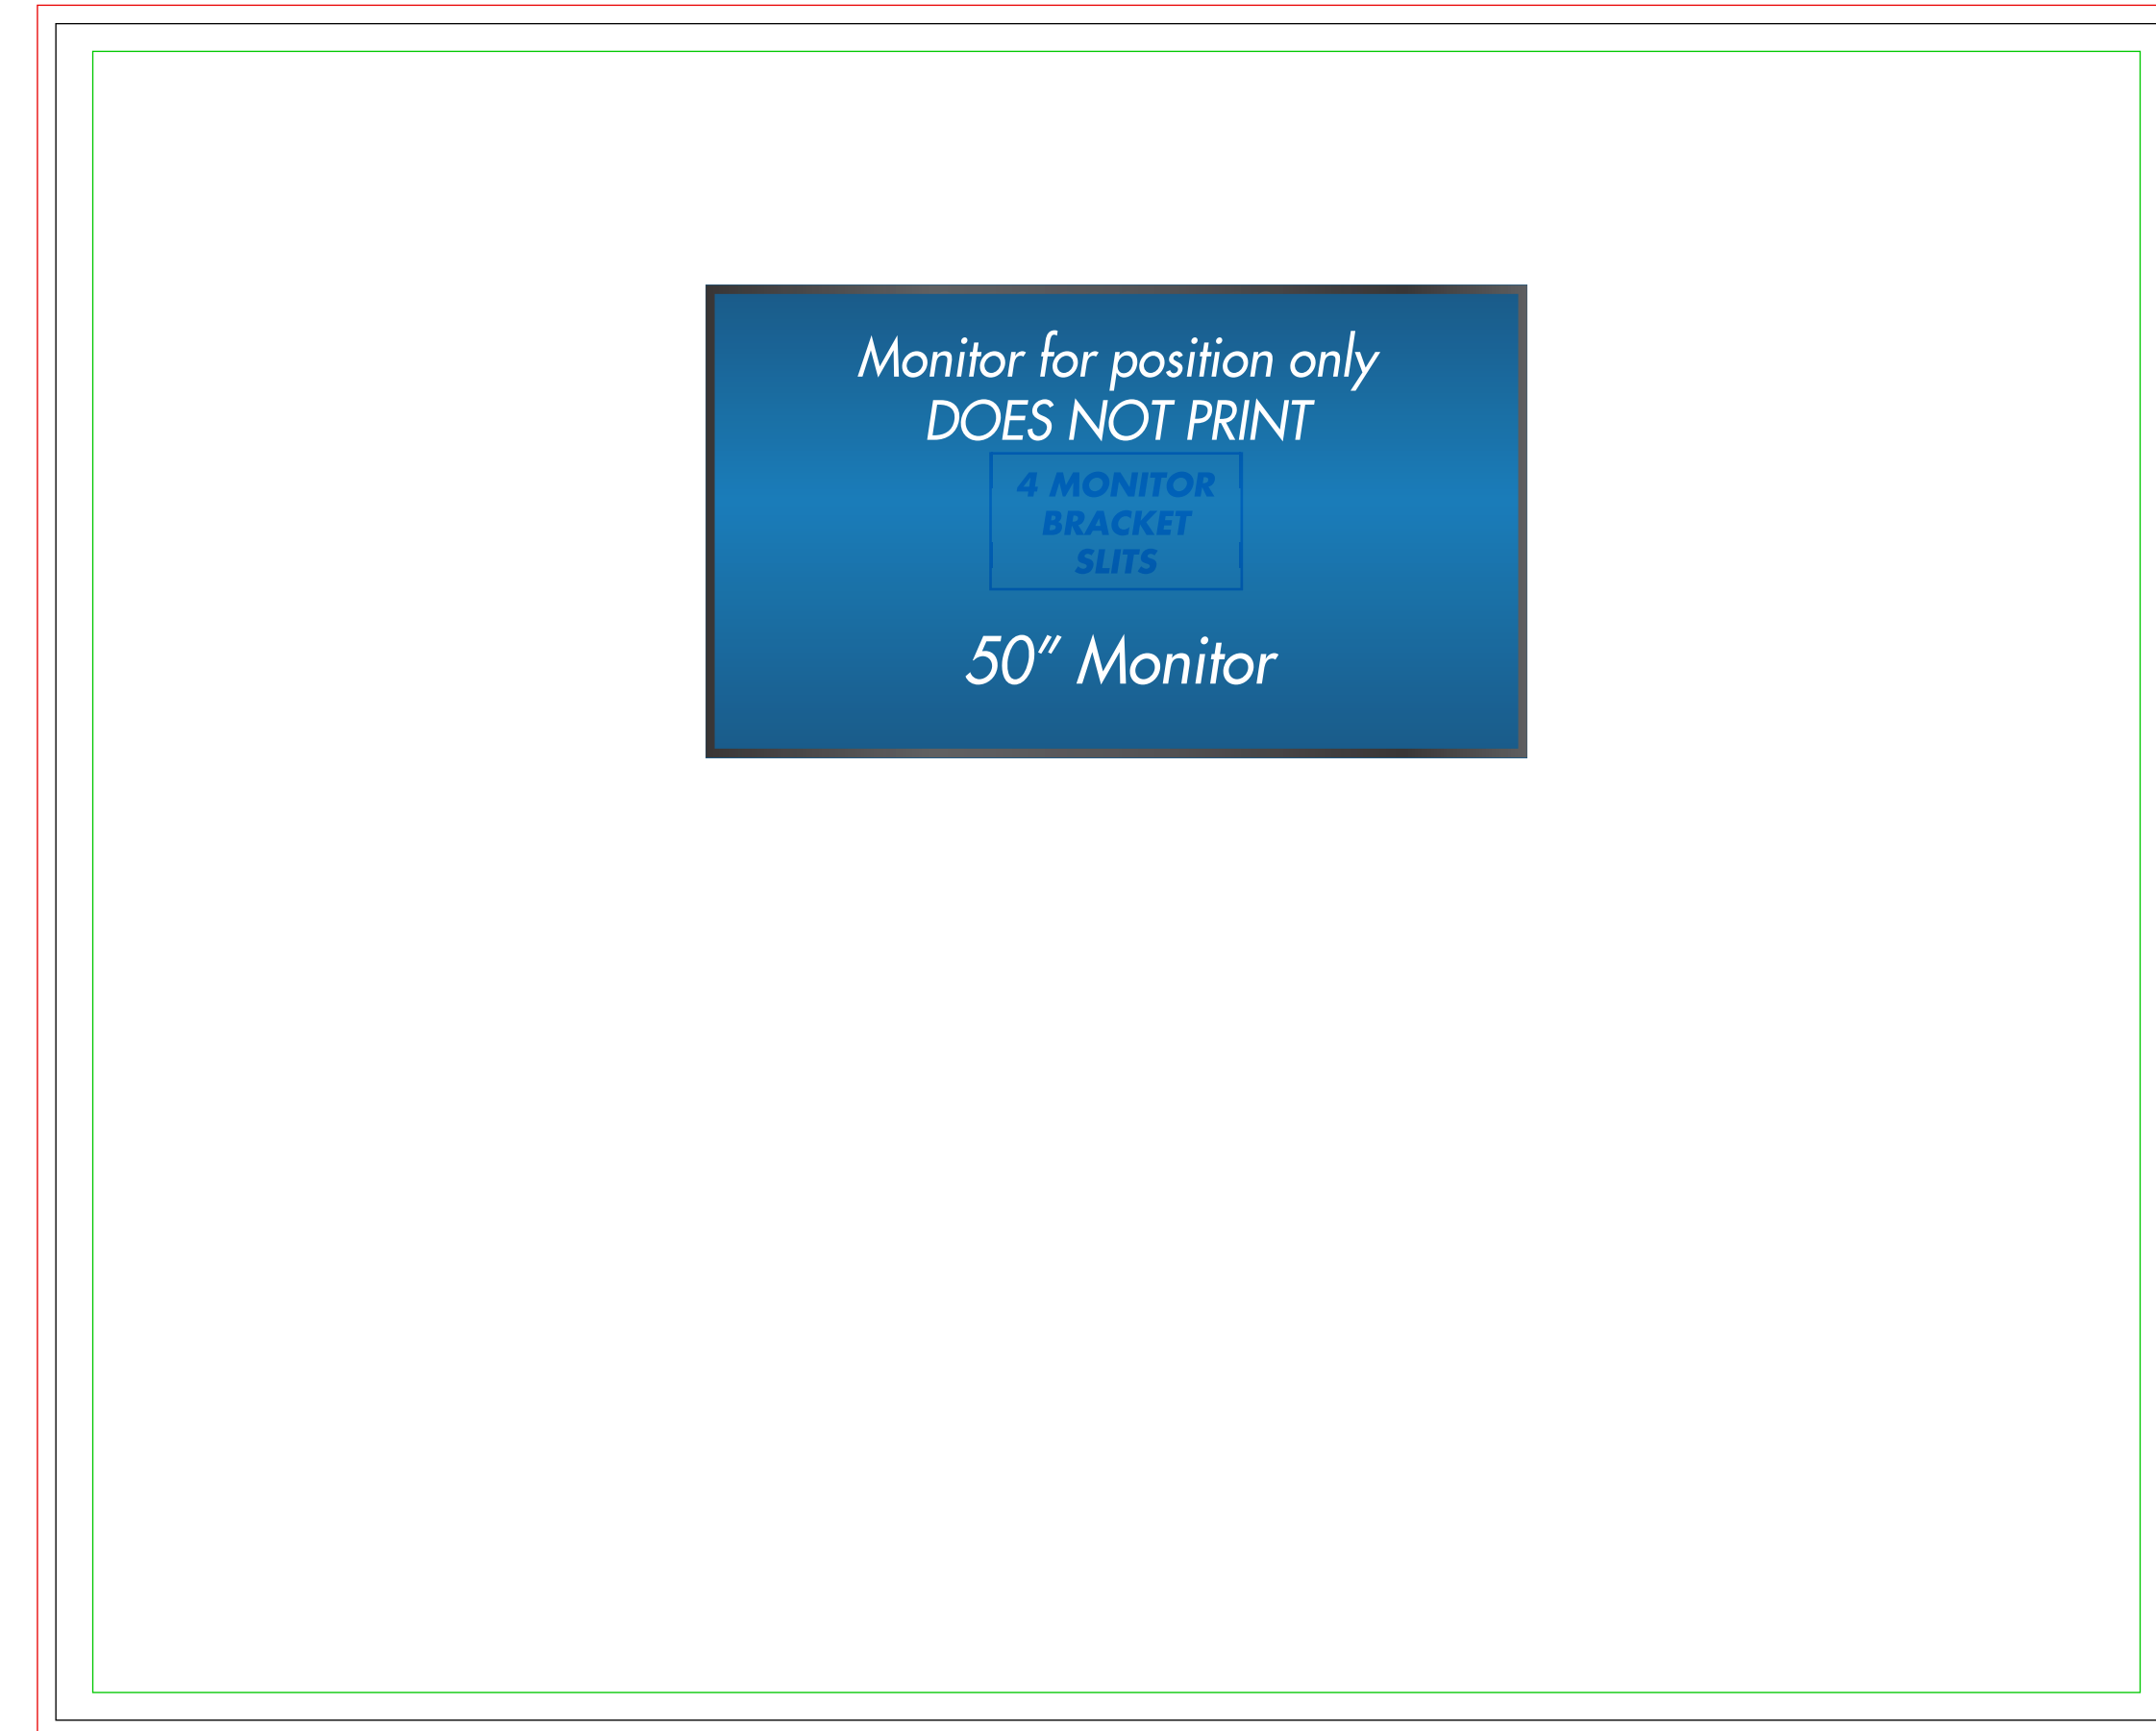 Monitor for position only
DOES NOT PRINT
4 MONITOR
BRACKET
SLITS
50” Monitor